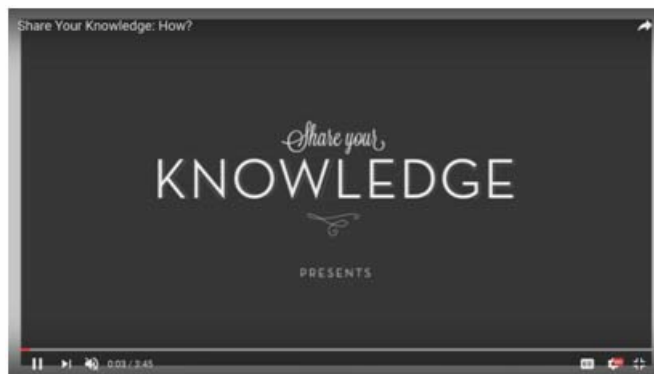 Share Your Knowledge: How?
Share your
KNOWLEDGE
PRESENTS
0:03 / 3:45